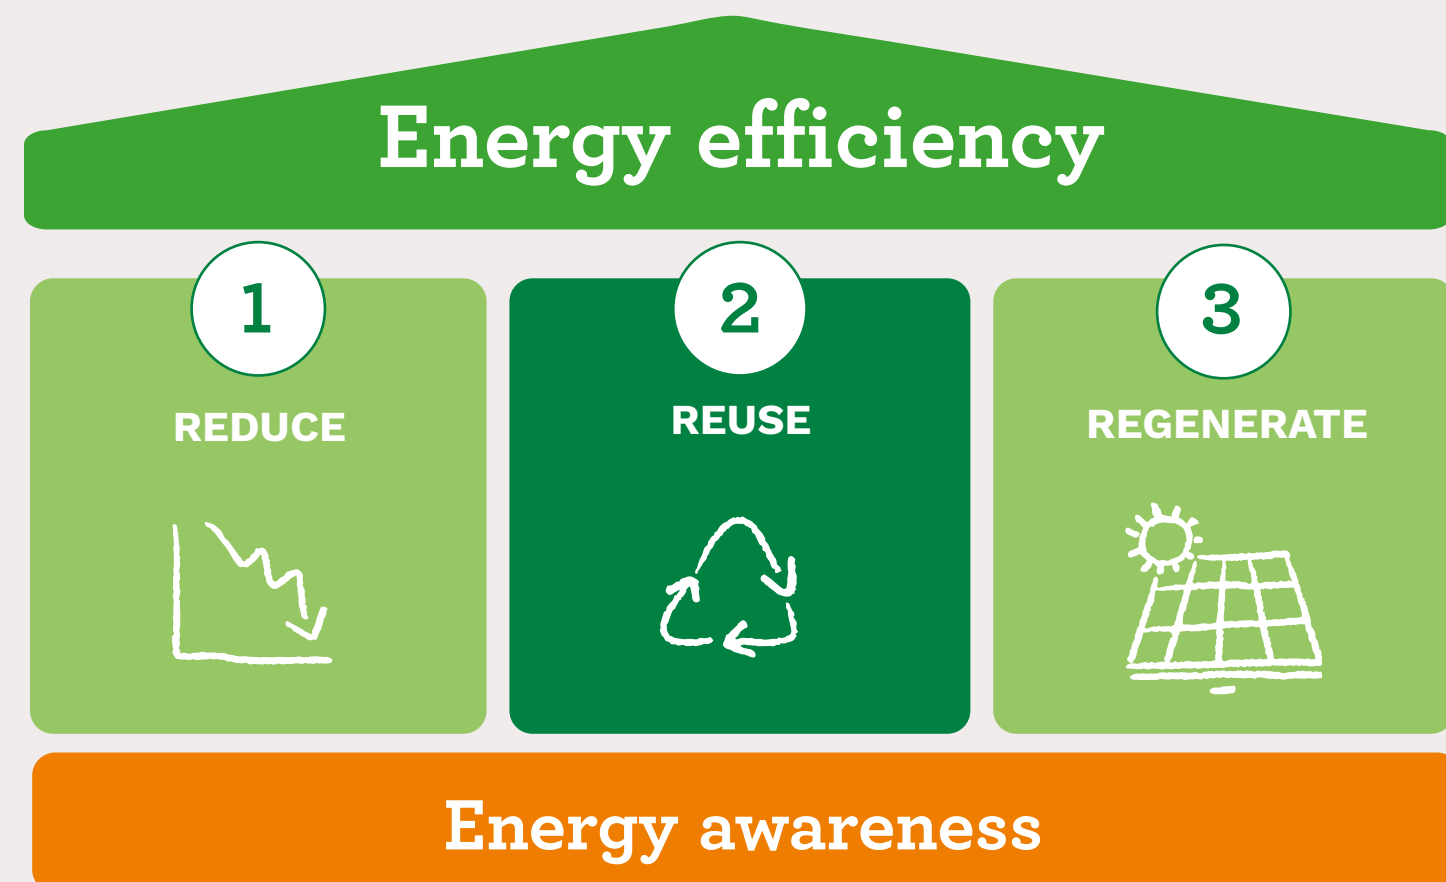 Energy efficiency
1
2
3
REDUCE
REUSE
REGENERATE
Energy awareness